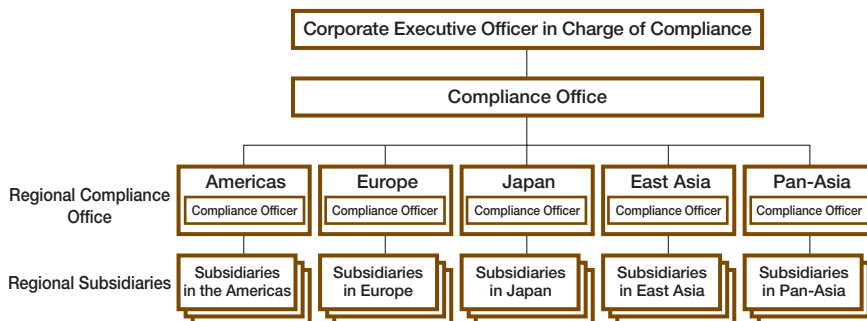 Corporate Executive Officer in Charge of Compliance
Compliance Office
Regional Compliance
Office
Americas
Compliance Officer
Europe
Compliance Officer
Japan
Compliance Officer
East Asia
Compliance Officer
Pan-Asia
Compliance Officer
Regional Subsidiaries
Subsidiaries
in the Americas
Subsidiaries
in Europe
Subsidiaries
in Japan
Subsidiaries
in East Asia
Subsidiaries
in Pan-Asia